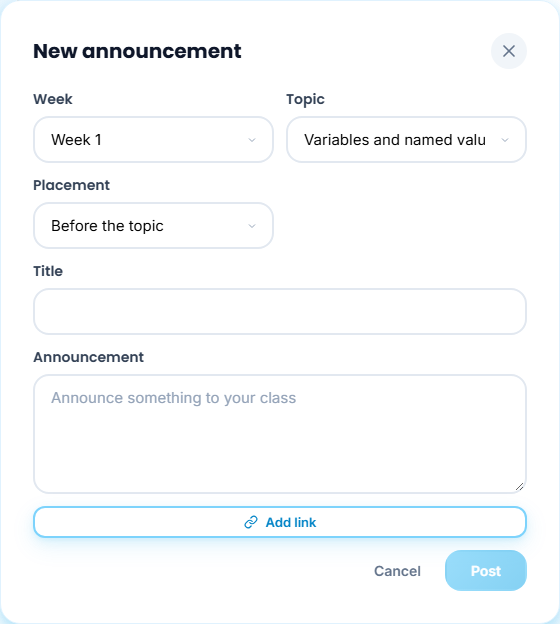 New announcement
Week
Topic
Week 1
Variables and named valu
Placement
Before the topic
Title
Announcement
Announce something to your class
Add link
Cancel
Post